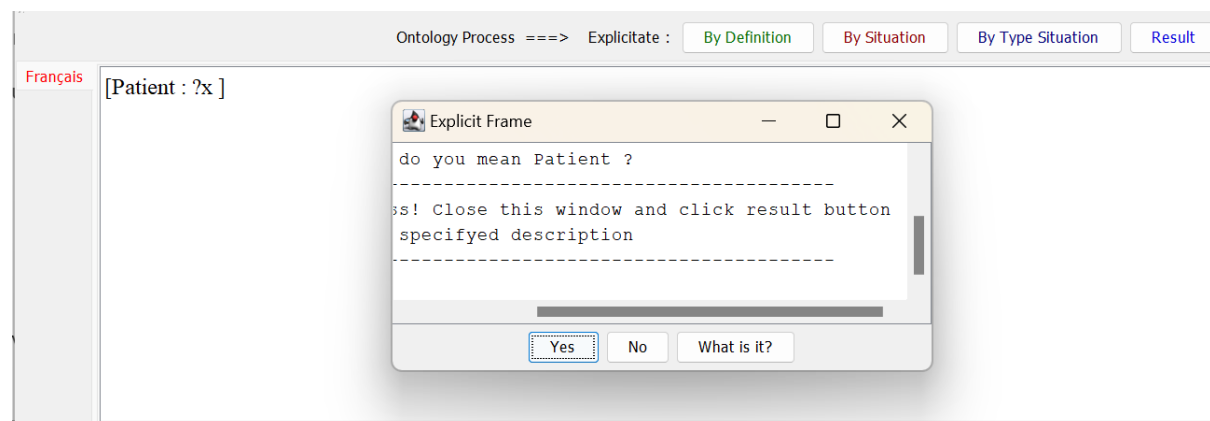 Ontology Process ===> Explicitate : By Definition By Situation By Type Situation Result
Français
[Patient : ?x ]
Explicit Frame
do you mean Patient ?
----------------------------------------
ss! Close this window and click result button
specifyed description
----------------------------------------
Yes No What is it?